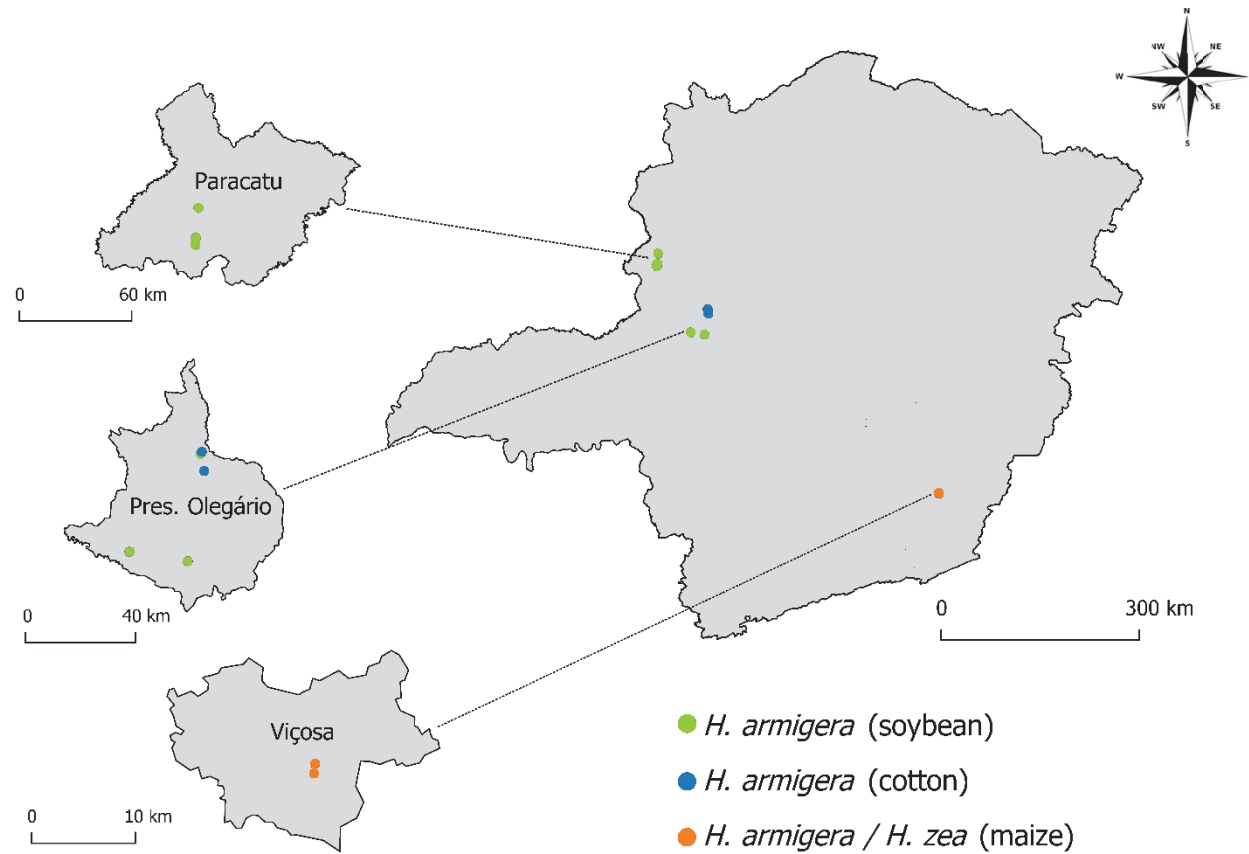 N
NW
NE
W
SW
SE
S
Paracatu
0
60 km
Pres. Olegário
0
40 km
0
300 km
Viçosa
0
10 km
H. armigera (soybean)
H. armigera (cotton)
H. armigera / H. zea (maize)